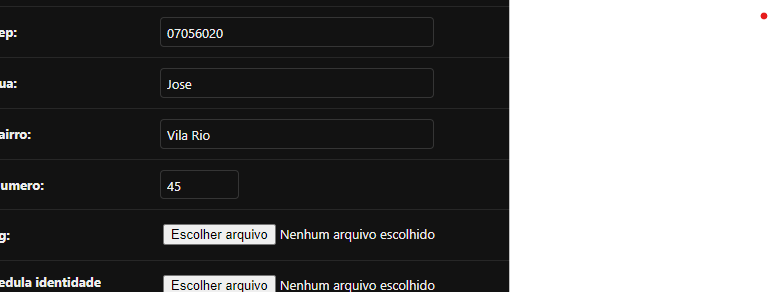 ep: 07056020
ua: Jose
airro: Vila Rio
umero: 45
g: Escolher arquivo Nenhum arquivo escolhido
edula identidade Escolher arquivo Nenhum arquivo escolhido